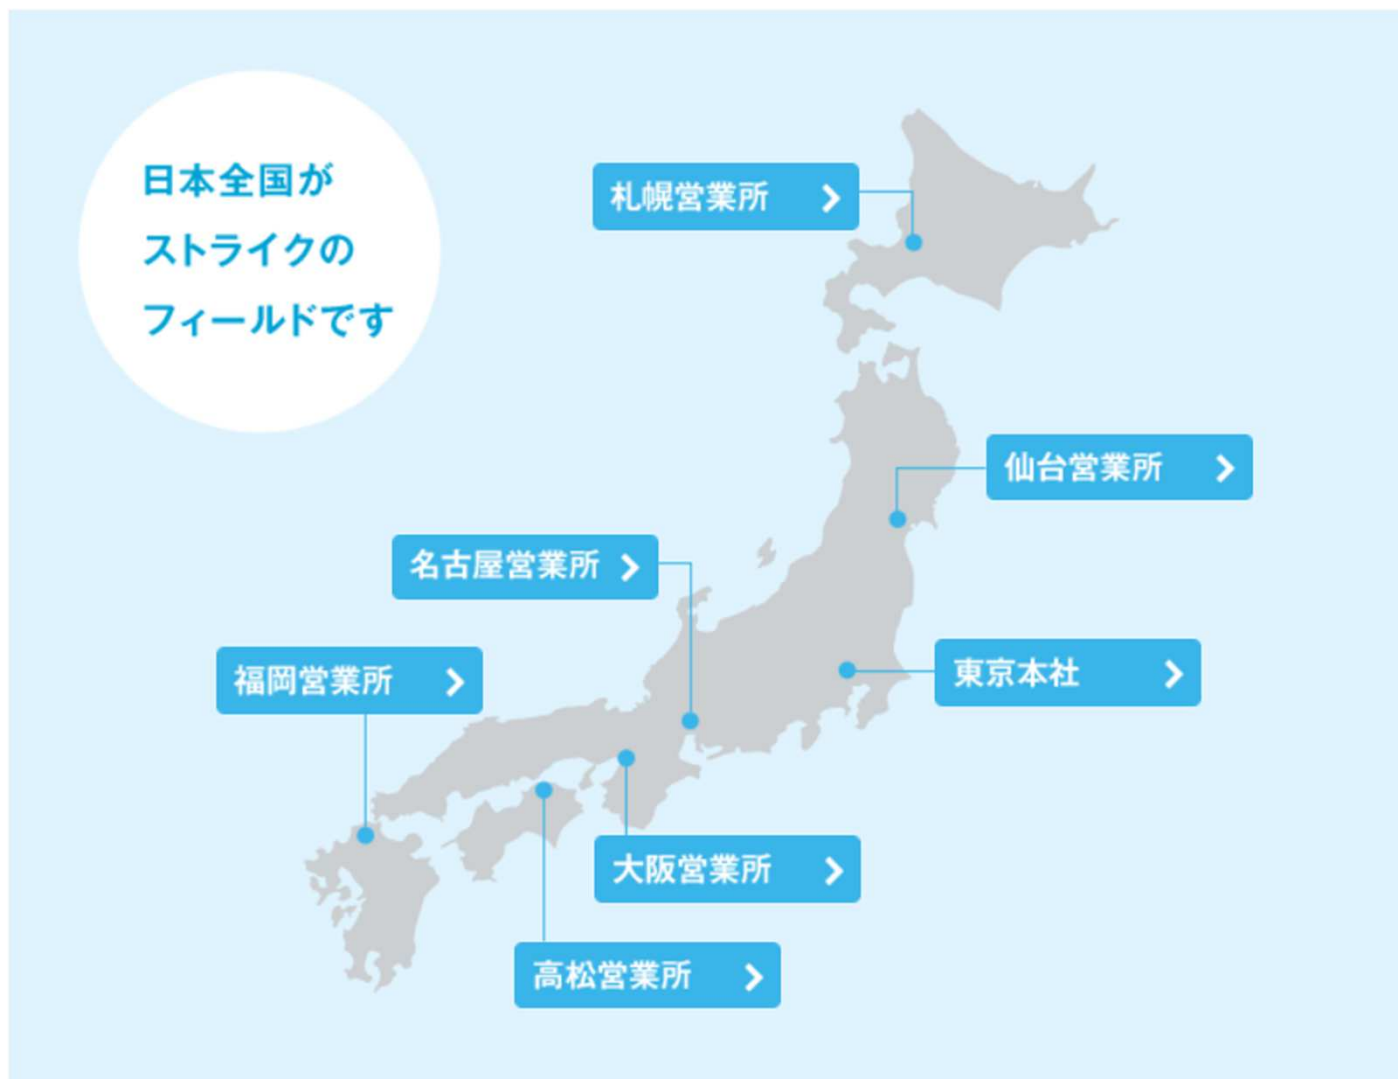 日本全国が
ストライクの
フィールドです
札幌営業所
仙台営業所
名古屋営業所
東京本社
福岡営業所
大阪営業所
高松営業所